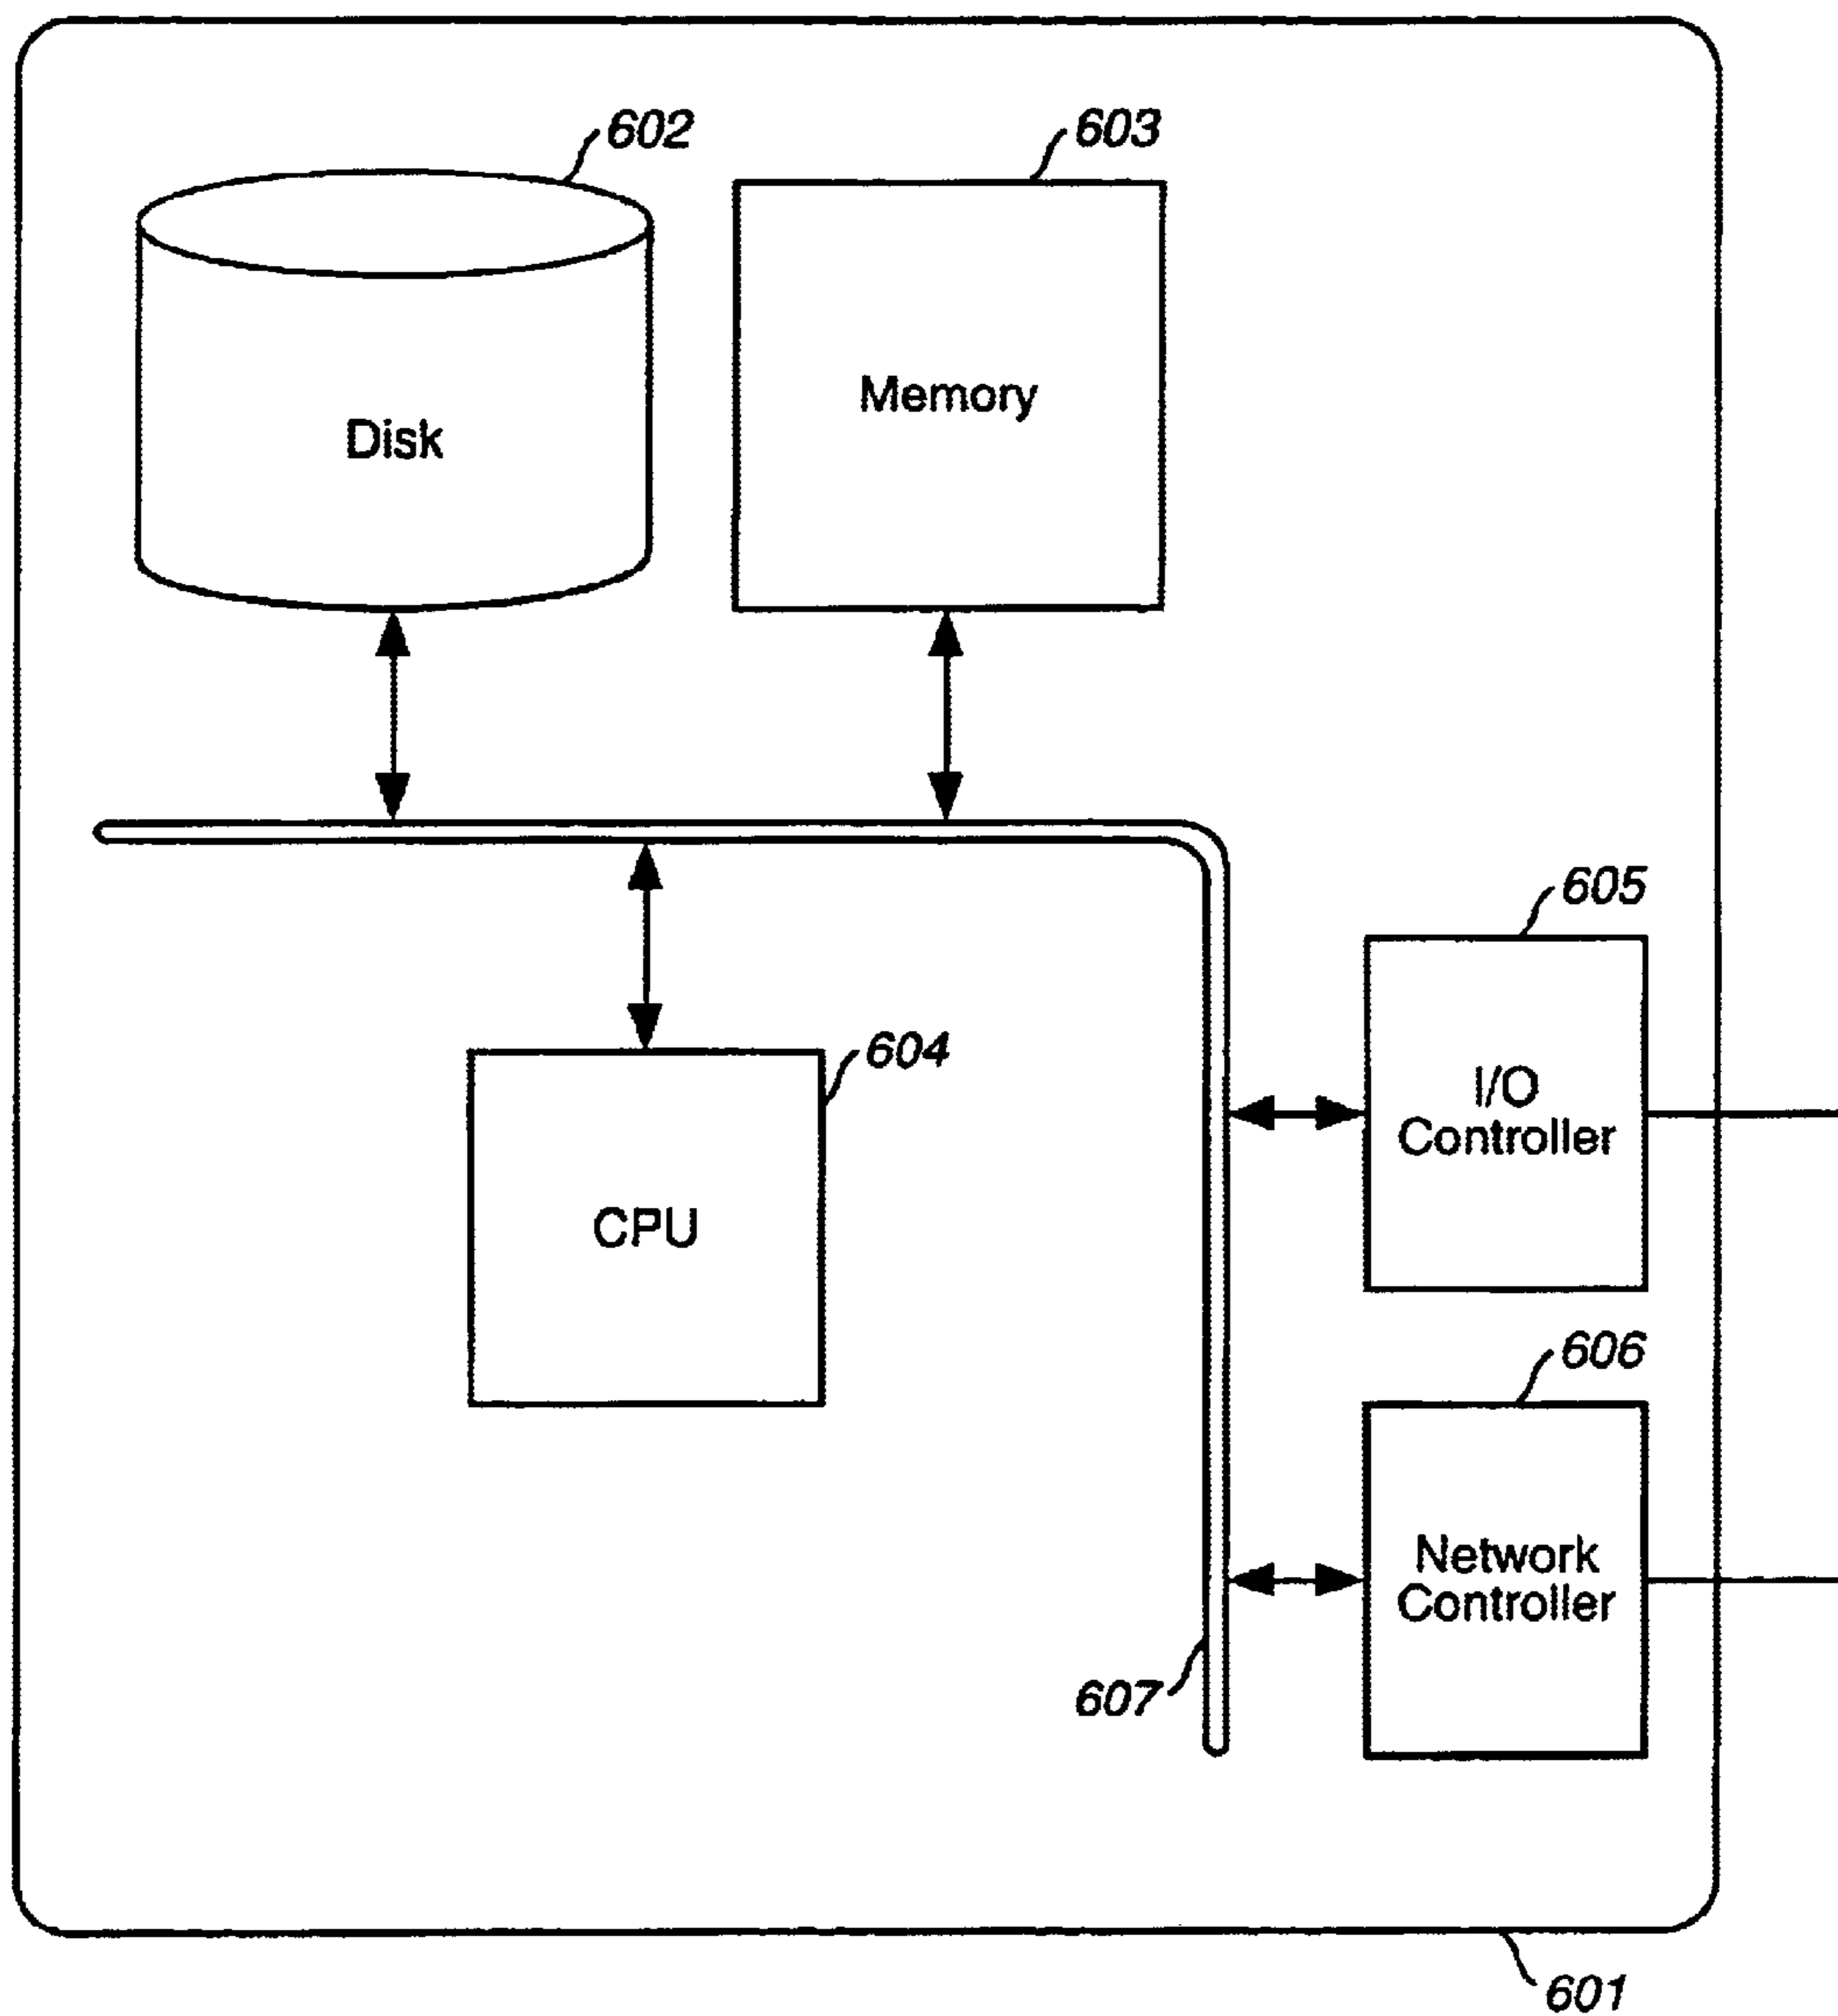 602
603
Disk
Memory
605
604
I/O
Controller
CPU
606
Network
Controller
607
601